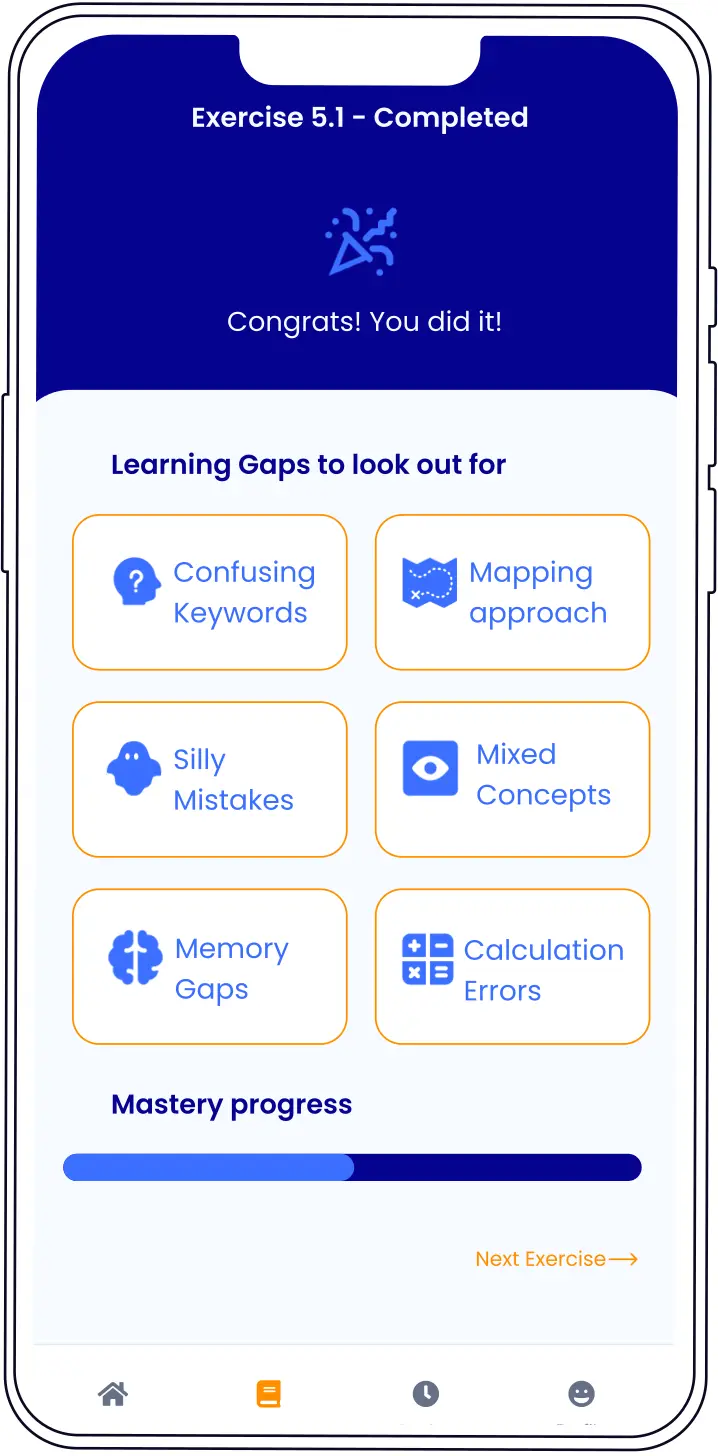 Exercise 5.1 - Completed
Congrats! You did it!
Learning Gaps to look out for
Confusing
Keywords
Mapping
approach
Silly
Mistakes
Mixed
Concepts
Memory
Gaps
Calculation
Errors
Mastery progress
Next Exercise